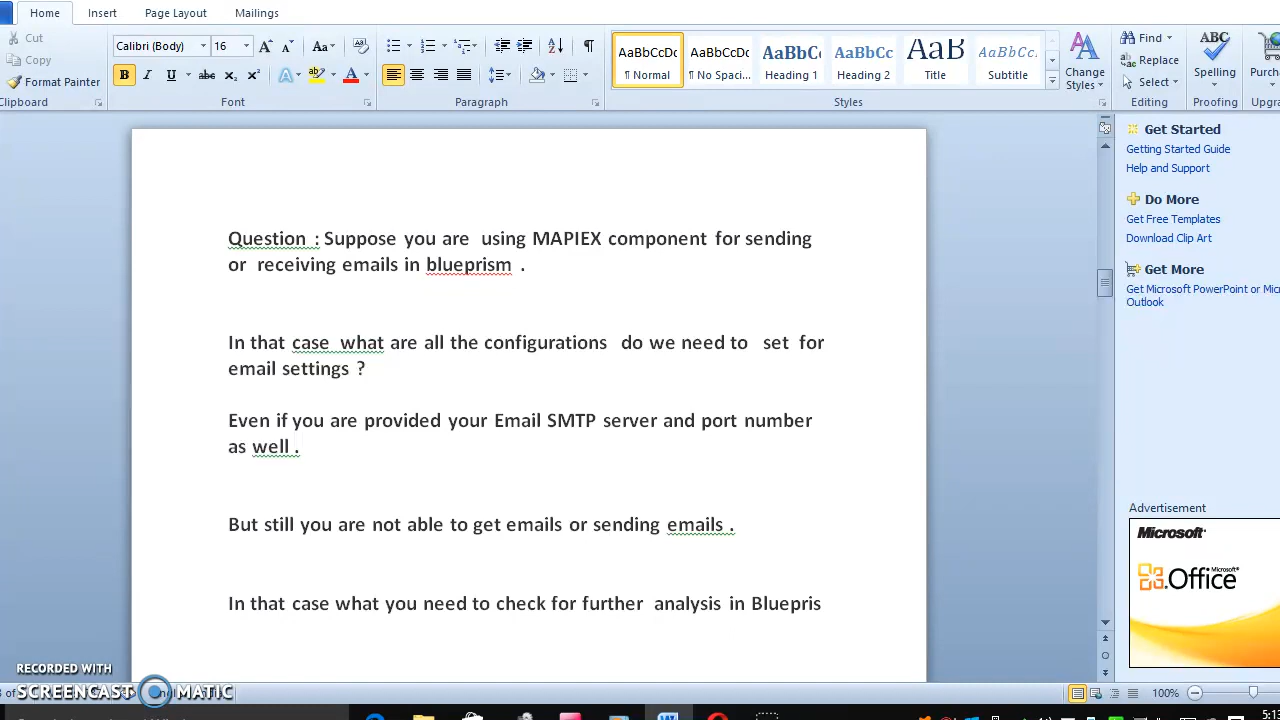 Home Insert Page Layout Mailings
Cut
Copy
Format Painter
Clipboard
Calibri (Body) 16
Font
Paragraph
AaBbCcDc AaBbCcDc AaBbC AaBbCc AaB AaBbCc.
¶ Normal ¶ No Spaci... Heading 1 Heading 2 Title Subtitle
Styles
Change
Styles
Find
Replace
Select
Editing
ABC
Spelling
Proofing
Get Started
Getting Started Guide
Help and Support
Do More
Get Free Templates
Download Clip Art
Get More
Get Microsoft PowerPoint or
Outlook
Advertisement
Microsoft
Office
Question : Suppose you are using MAPIEX component for sending
or receiving emails in blueprism .
In that case what are all the configurations do we need to set for
email settings ?
Even if you are provided your Email SMTP server and port number
as well .
But still you are not able to get emails or sending emails .
In that case what you need to check for further analysis in Bluepris
RECORDED WITH
SCREENCAST MATIC
100%